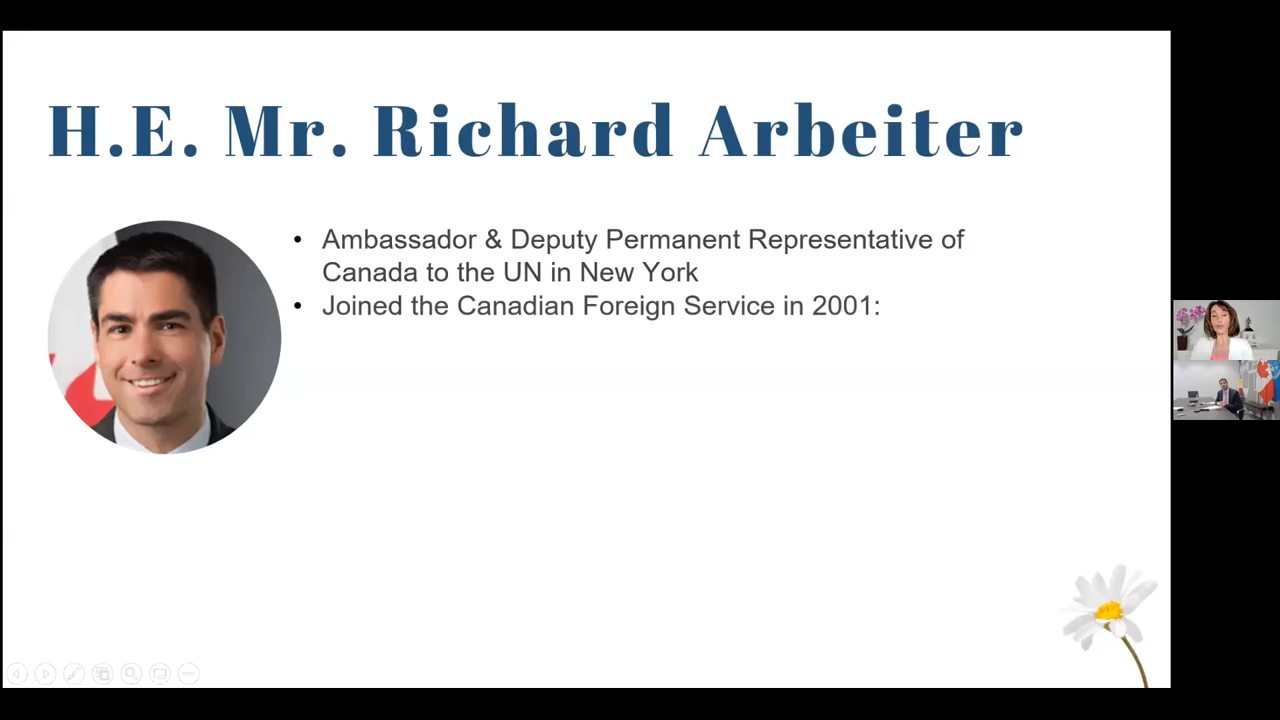 H.E. Mr. Richard Arbeiter
• Ambassador & Deputy Permanent Representative of
Canada to the UN in New York
• Joined the Canadian Foreign Service in 2001: